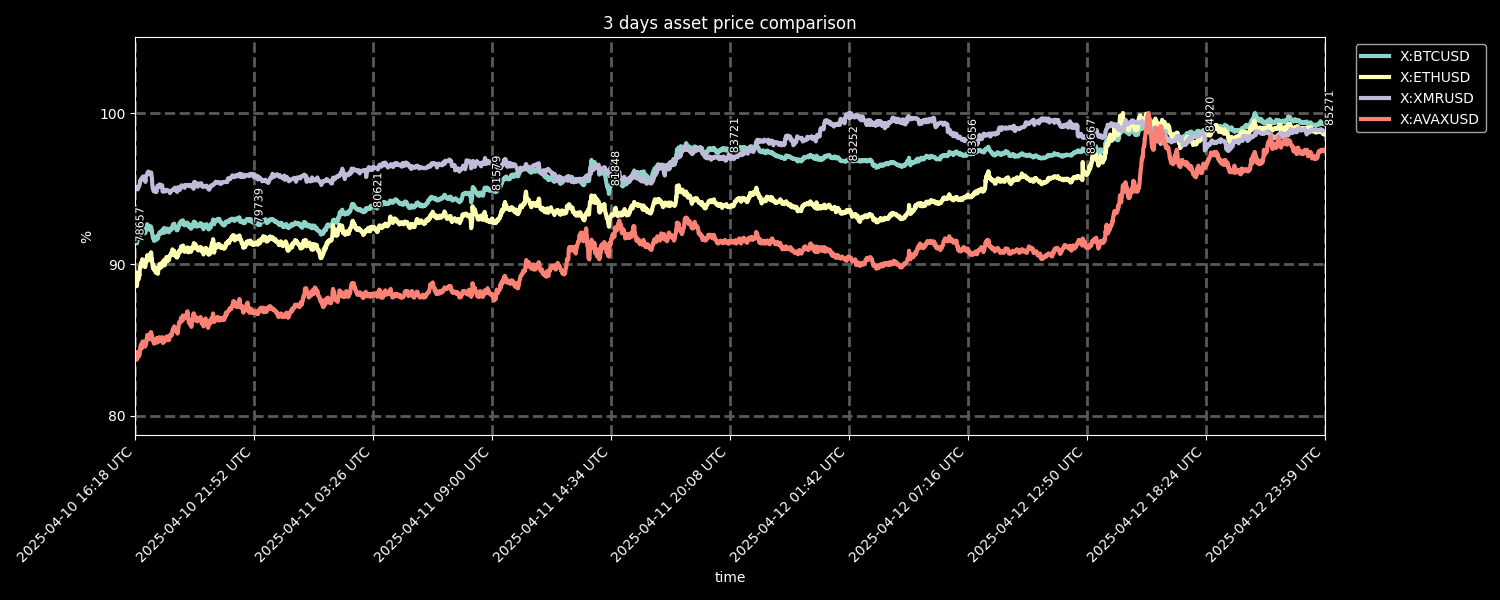 3 days asset price comparison
X:BTCUSD
X:ETHUSD
X:XMRUSD
X:AVAXUSD
%
100
90
80
78657
79739
80621
81579
81848
83721
83252
83656
83667
84920
85271
2025-04-10 16:18 UTC
2025-04-10 21:52 UTC
2025-04-11 03:26 UTC
2025-04-11 09:00 UTC
2025-04-11 14:34 UTC
2025-04-11 20:08 UTC
2025-04-12 01:42 UTC
2025-04-12 07:16 UTC
2025-04-12 12:50 UTC
2025-04-12 18:24 UTC
2025-04-12 23:59 UTC
time